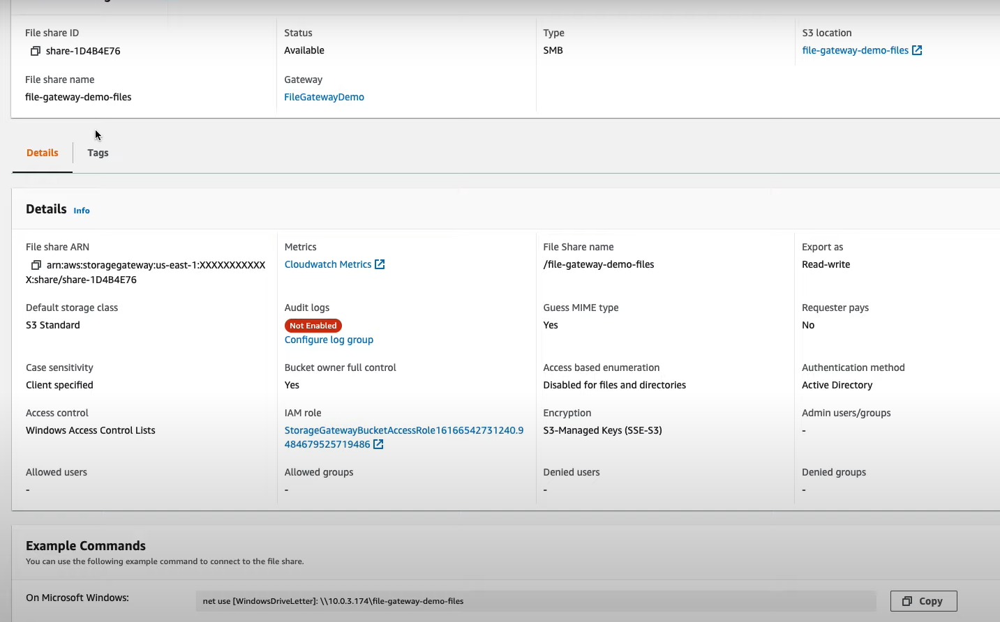 File share ID
Status
Type
S3 location
share-1D4B4E76
Available
SMB
file-gateway-demo-files
File share name
Gateway
file-gateway-demo-files
FileGatewayDemo
Details
Tags
Details Info
File share ARN
Metrics
File Share name
Export as
arn:aws:storagegateway:us-east-1:XXXXXXXXXXX
X:share/share-1D4B4E76
Cloudwatch Metrics
/file-gateway-demo-files
Read-write
Default storage class
Audit logs
Guess MIME type
Requester pays
S3 Standard
Not Enabled
Configure log group
Yes
No
Case sensitivity
Bucket owner full control
Access based enumeration
Authentication method
Client specified
Yes
Disabled for files and directories
Active Directory
Access control
IAM role
Encryption
Admin users/groups
Windows Access Control Lists
StorageGatewayBucketAccessRole16166542731240.9
484679525719486
S3-Managed Keys (SSE-S3)
-
Allowed users
Allowed groups
Denied users
Denied groups
-
-
-
-
Example Commands
You can use the following example command to connect to the file share.
On Microsoft Windows:
net use [WindowsDriveLetter]: \\10.0.3.174\file-gateway-demo-files
Copy